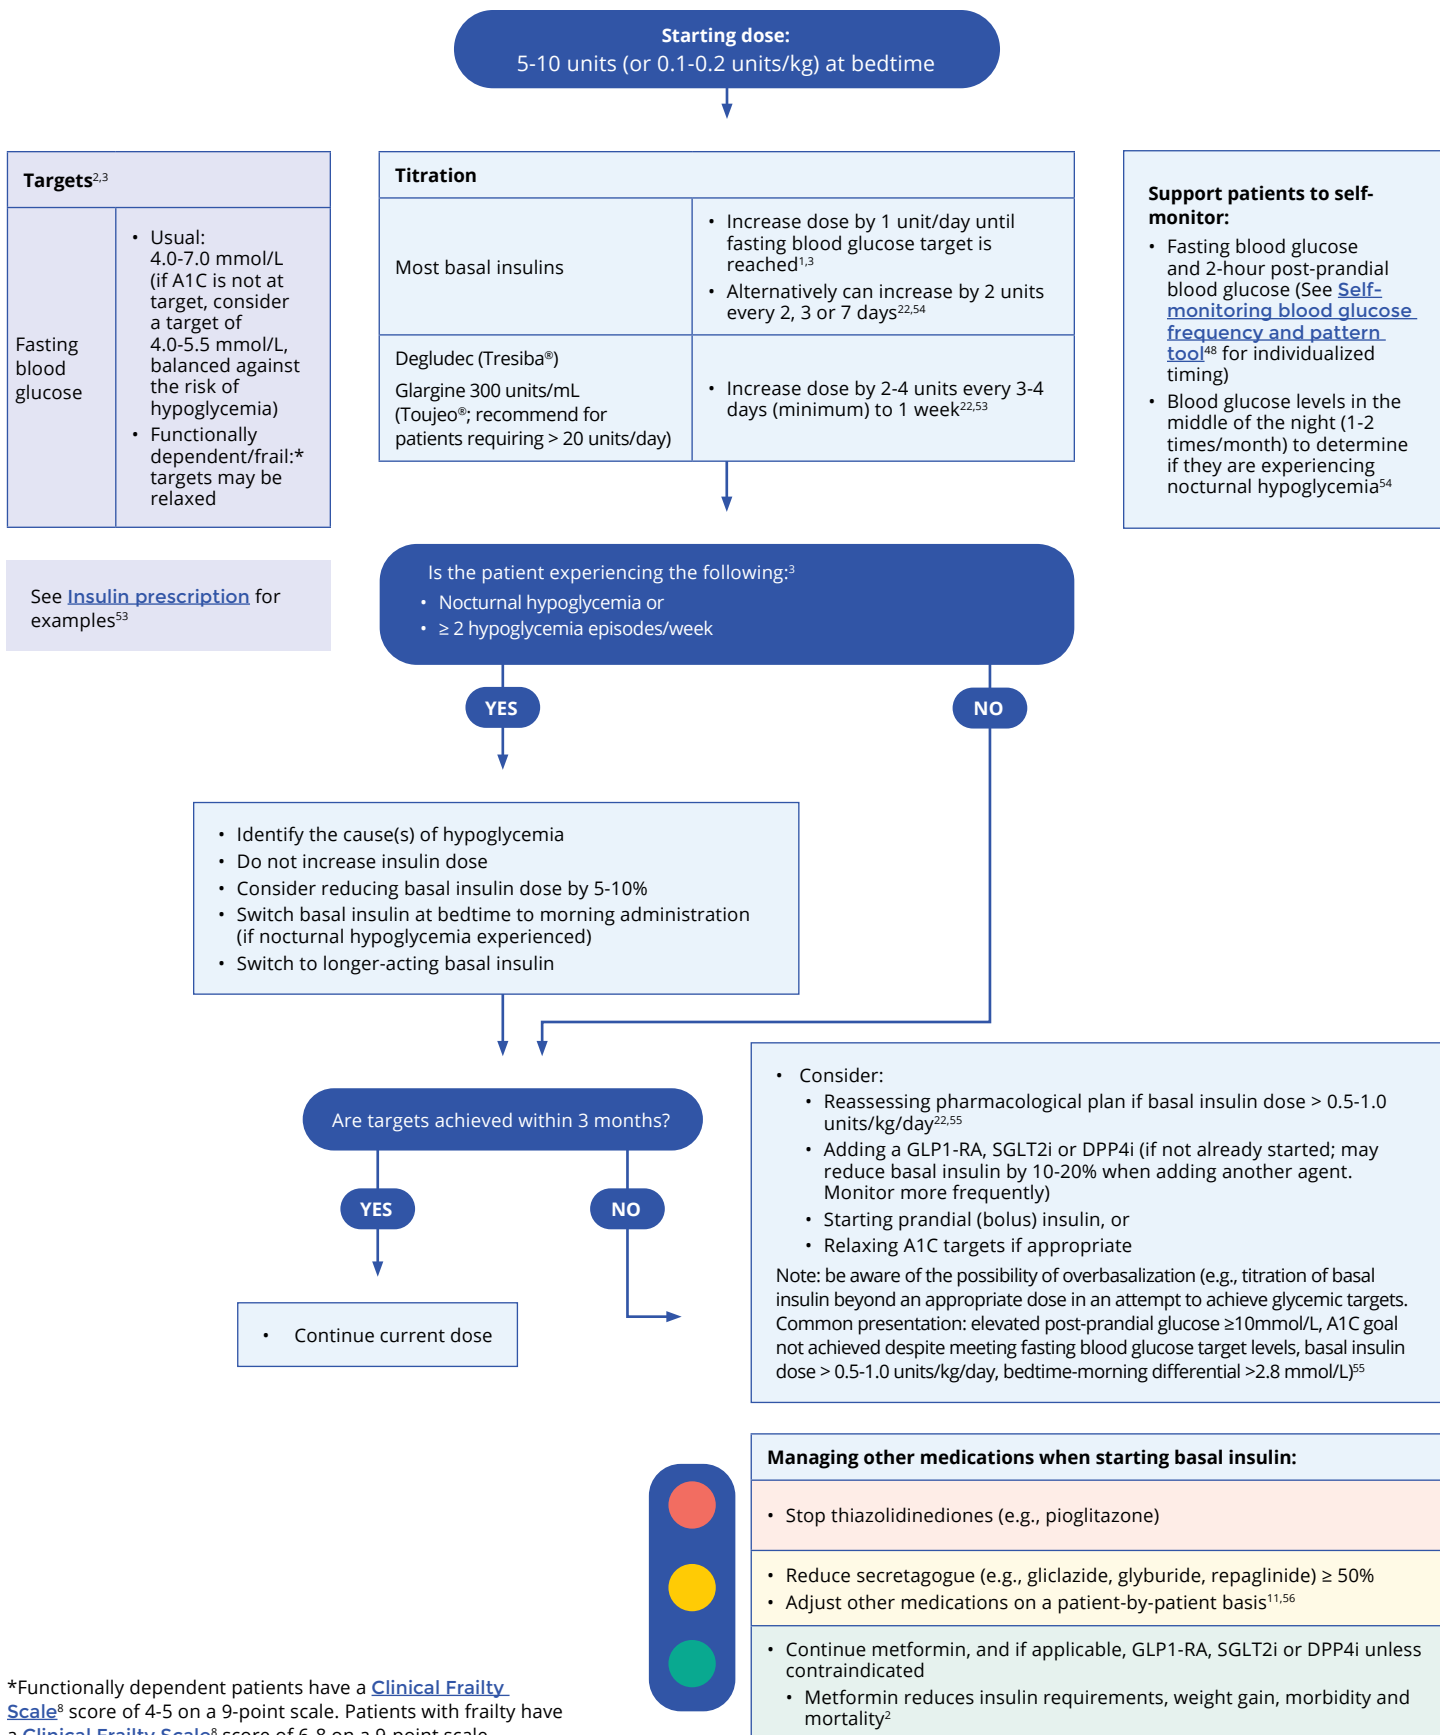 Starting dose:
5-10 units (or 0.1-0.2 units/kg) at bedtime
Targets2,3
Fasting
blood
glucose
• Usual:
4.0-7.0 mmol/L
(if A1C is not at
target, consider
a target of
4.0-5.5 mmol/L,
balanced against
the risk of
hypoglycemia)
• Functionally
dependent/frail:*
targets may be
relaxed
Titration
Most basal insulins
• Increase dose by 1 unit/day until
fasting blood glucose target is
reached1,3
• Alternatively can increase by 2 units
every 2, 3 or 7 days22,54
Degludec (Tresiba®)
Glargine 300 units/mL
(Toujeo®; recommend for
patients requiring > 20 units/day)
• Increase dose by 2-4 units every 3-4
days (minimum) to 1 week22,53
Support patients to self-
monitor:
• Fasting blood glucose
and 2-hour post-prandial
blood glucose (See Self-
monitoring blood glucose
frequency and pattern
tool48 for individualized
timing)
• Blood glucose levels in the
middle of the night (1-2
times/month) to determine
if they are experiencing
nocturnal hypoglycemia54
See Insulin prescription for
examples53
Is the patient experiencing the following:3
• Nocturnal hypoglycemia or
• ≥ 2 hypoglycemia episodes/week
YES
NO
• Identify the cause(s) of hypoglycemia
• Do not increase insulin dose
• Consider reducing basal insulin dose by 5-10%
• Switch basal insulin at bedtime to morning administration
(if nocturnal hypoglycemia experienced)
• Switch to longer-acting basal insulin
Are targets achieved within 3 months?
YES
NO
• Continue current dose
• Consider:
• Reassessing pharmacological plan if basal insulin dose > 0.5-1.0
units/kg/day22,55
• Adding a GLP1-RA, SGLT2i or DPP4i (if not already started; may
reduce basal insulin by 10-20% when adding another agent.
Monitor more frequently)
• Starting prandial (bolus) insulin, or
• Relaxing A1C targets if appropriate
Note: be aware of the possibility of overbasalization (e.g., titration of basal
insulin beyond an appropriate dose in an attempt to achieve glycemic targets.
Common presentation: elevated post-prandial glucose ≥10mmol/L, A1C goal
not achieved despite meeting fasting blood glucose target levels, basal insulin
dose > 0.5-1.0 units/kg/day, bedtime-morning differential >2.8 mmol/L)55
Managing other medications when starting basal insulin:
• Stop thiazolidinediones (e.g., pioglitazone)
• Reduce secretagogue (e.g., gliclazide, glyburide, repaglinide) ≥ 50%
• Adjust other medications on a patient-by-patient basis11,56
• Continue metformin, and if applicable, GLP1-RA, SGLT2i or DPP4i unless
contraindicated
• Metformin reduces insulin requirements, weight gain, morbidity and
mortality2
*Functionally dependent patients have a Clinical Frailty
Scale8 score of 4-5 on a 9-point scale. Patients with frailty have
a Clinical Frailty Scale8 score of 6-8 on a 9-point scale